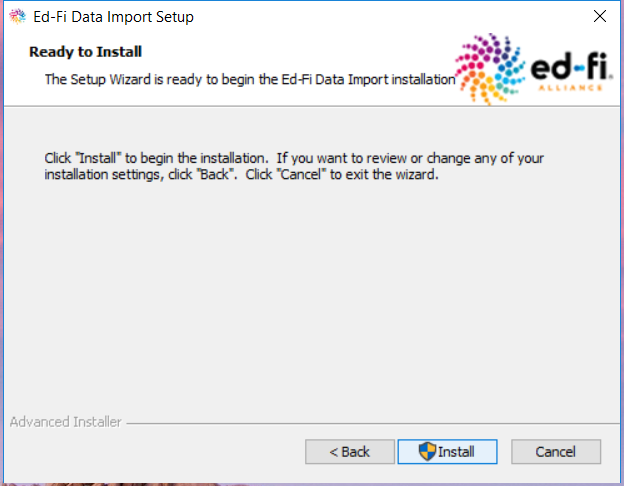 Ed-Fi Data Import Setup
Ready to Install
The Setup Wizard is ready to begin the Ed-Fi Data Import installation
ed-fi.
ALLIANCE
Click "Install" to begin the installation. If you want to review or change any of your
installation settings, click "Back". Click "Cancel" to exit the wizard.
Advanced Installer
< Back
Install
Cancel